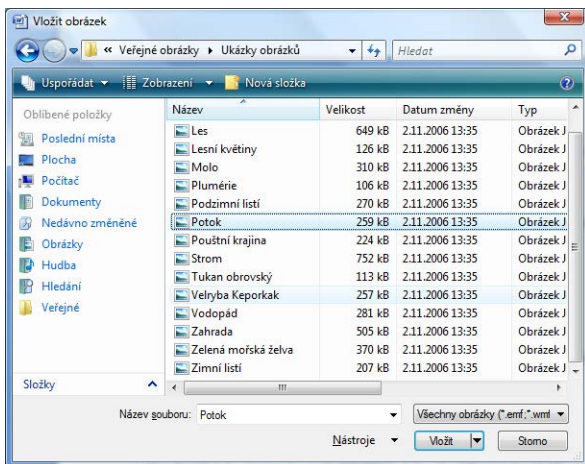 Vložit obrázek
« Veřejné obrázky ▸ Ukázky obrázků
Hledat
Uspořádat
Zobrazení
Nová složka
Oblíbené položky
Poslední místa
Plocha
Počítač
Dokumenty
Nedávno změněné
Obrázky
Hudba
Hledání
Veřejné
Složky
Název Velikost Datum změny Typ
Les 649 kB 2.11.2006 13:35 Obrázek J
Lesní květiny 126 kB 2.11.2006 13:35 Obrázek J
Molo 310 kB 2.11.2006 13:35 Obrázek J
Plumérie 106 kB 2.11.2006 13:35 Obrázek J
Podzimní listí 270 kB 2.11.2006 13:35 Obrázek J
Potok 259 kB 2.11.2006 13:35 Obrázek J
Pouštní krajina 224 kB 2.11.2006 13:35 Obrázek J
Strom 752 kB 2.11.2006 13:35 Obrázek J
Tukan obrovský 113 kB 2.11.2006 13:35 Obrázek J
Velryba Keporkak 257 kB 2.11.2006 13:35 Obrázek J
Vodopád 281 kB 2.11.2006 13:35 Obrázek J
Zahrada 505 kB 2.11.2006 13:35 Obrázek J
Zelená mořská želva 370 kB 2.11.2006 13:35 Obrázek J
Zimní listí 207 kB 2.11.2006 13:35 Obrázek J
Název souboru: Potok
Všechny obrázky (*.emf;*.wmf
Nástroje
Vložit
Storno